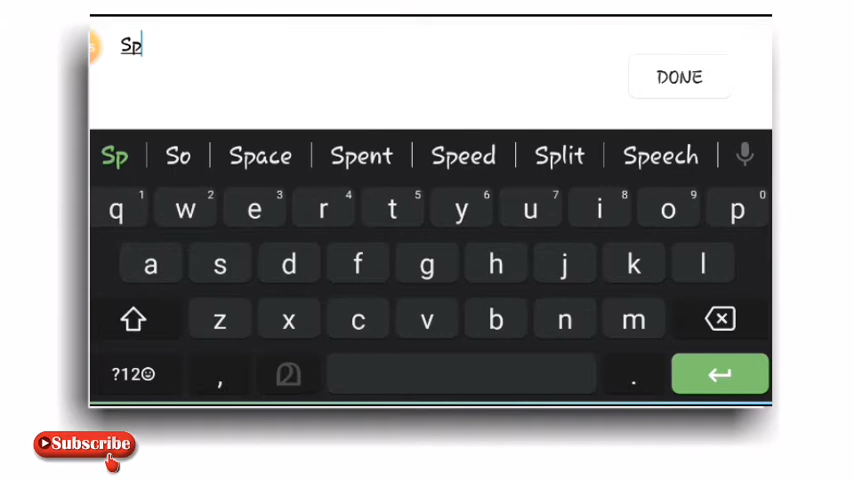 Sp
DONE
Sp So Space Spent Speed Split Speech
q 1 w 2 e 3 r 4 t 5 y 6 u 7 i 8 o 9 p 0
a s d f g h j k l
z x c v b n m
?123☺ , മ .
Subscribe